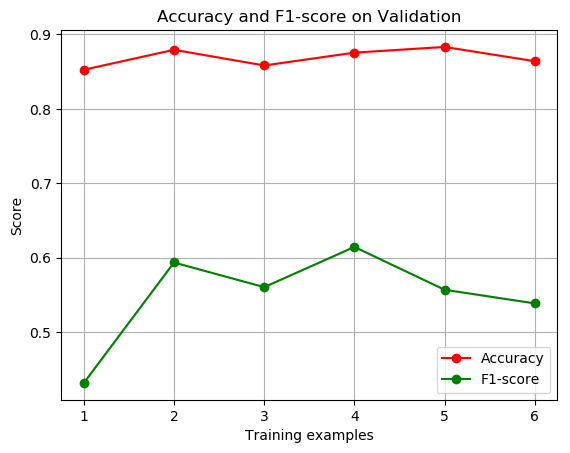 Accuracy and F1-score on Validation
0.9
0.8
0.7
0.6
0.5
Score
Accuracy
F1-score
1 2 3 4 5 6
Training examples